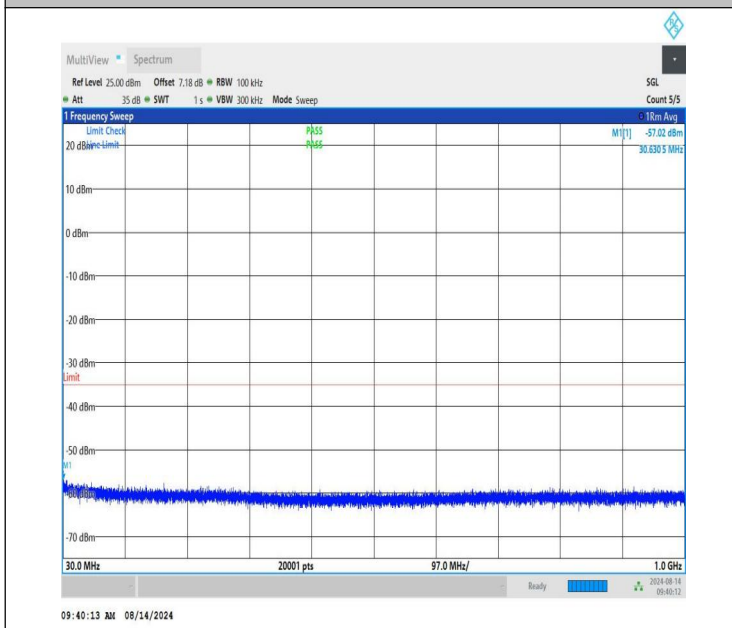 MultiView Spectrum
Ref Level 25.00 dBm Offset 7.18 dB RBW 100 kHz SGL
Att 35 dB SWT 1 s VBW 300 kHz Mode Sweep Count 5/5
1 Frequency Sweep 1Rm Avg
Limit Check PASS M1[1] -57.02 dBm
20 dBm Line Limit PASS 30.630 5 MHz
10 dBm
0 dBm
-10 dBm
-20 dBm
-30 dBm
Limit
-40 dBm
-50 dBm
M1
-60 dBm
-70 dBm
30.0 MHz 20001 pts 97.0 MHz/ 1.0 GHz
Ready 2024-08-14
09:40:12
09:40:13 AM 08/14/2024